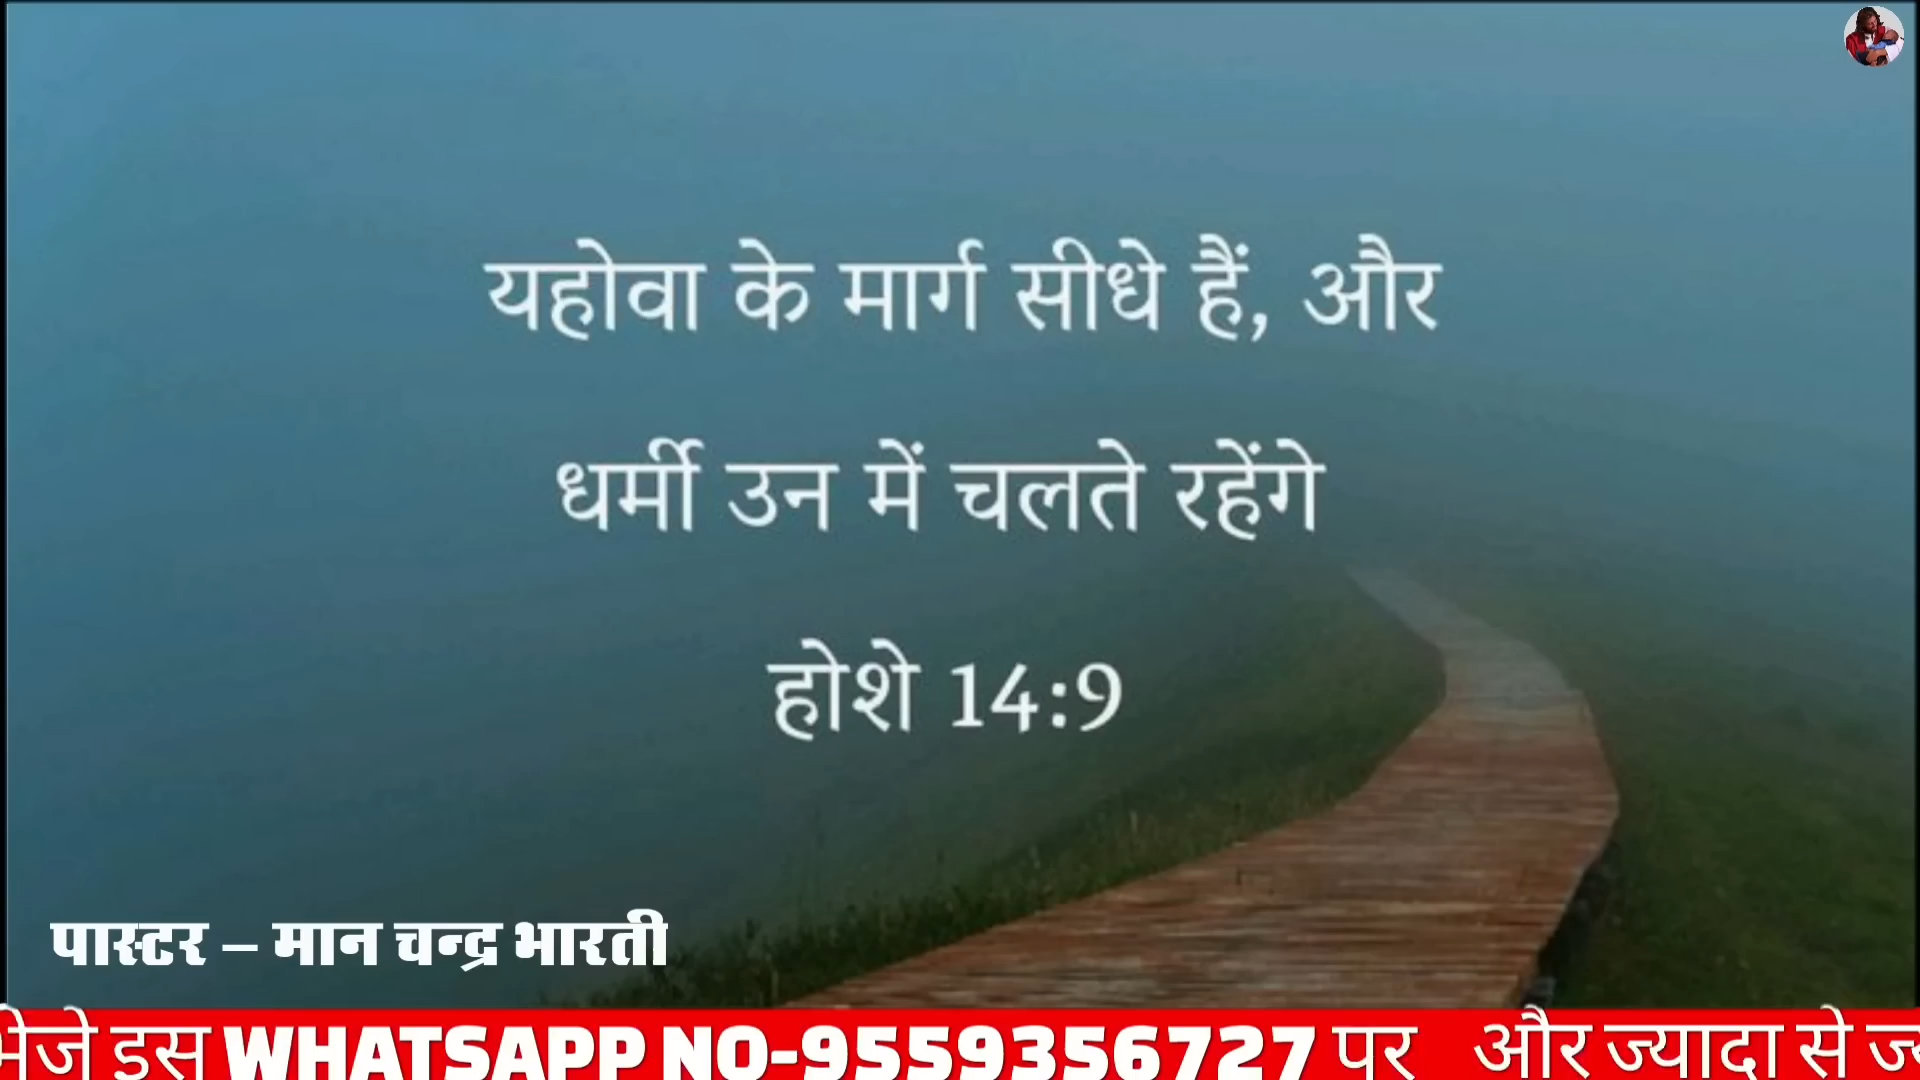 यहोवा के मार्ग सीधे हैं, और
धर्मी उन में चलते रहेंगे
होशे 14:9
पास्टर – मान चन्द्र भारती
भेजे इस WHATSAPP NO-9559356727 पर और ज्यादा से